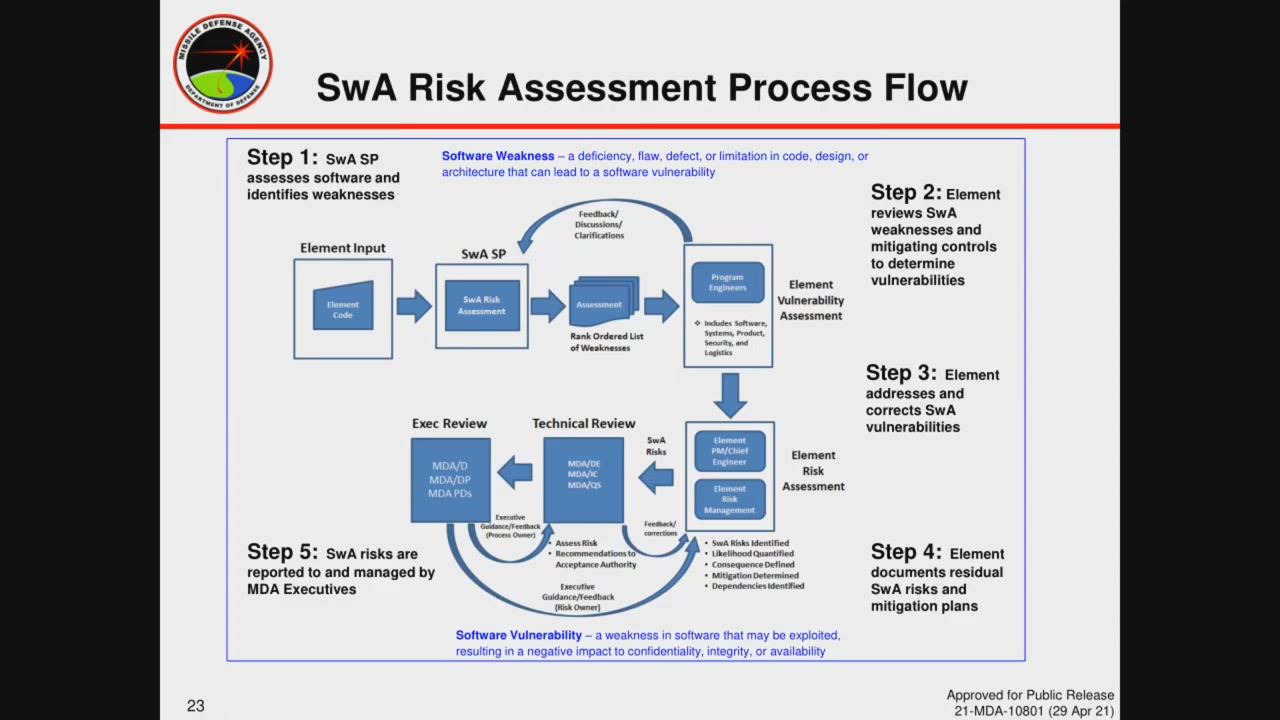 MISSILE DEFENSE AGENCY
DEPARTMENT OF DEFENSE
SwA Risk Assessment Process Flow
Step 1: SwA SP
assesses software and
identifies weaknesses
Software Weakness – a deficiency, flaw, defect, or limitation in code, design, or
architecture that can lead to a software vulnerability
Step 2: Element
reviews SwA
weaknesses and
mitigating controls
to determine
vulnerabilities
Feedback/
Discussions/
Clarifications
Element Input
Element
Code
SwA SP
SwA Risk
Assessment
Assessment
Rank Ordered List
of Weaknesses
Program
Engineers
❖ Includes Software,
Systems, Product,
Security, and
Logistics
Element
Vulnerability
Assessment
Step 3: Element
addresses and
corrects SwA
vulnerabilities
Exec Review
MDA/D
MDA/DP
MDA PDs
Technical Review
MDA/DE
MDA/IC
MDA/QS
SwA
Risks
Element
PM/Chief
Engineer
Element
Risk
Management
Element
Risk
Assessment
Executive
Guidance/Feedback
(Process Owner)
Feedback/
corrections
• Assess Risk
• Recommendations to
Acceptance Authority
• SwA Risks Identified
• Likelihood Quantified
• Consequence Defined
• Mitigation Determined
• Dependencies Identified
Executive
Guidance/Feedback
(Risk Owner)
Step 5: SwA risks are
reported to and managed by
MDA Executives
Step 4: Element
documents residual
SwA risks and
mitigation plans
Software Vulnerability – a weakness in software that may be exploited,
resulting in a negative impact to confidentiality, integrity, or availability
23
Approved for Public Release
21-MDA-10801 (29 Apr 21)